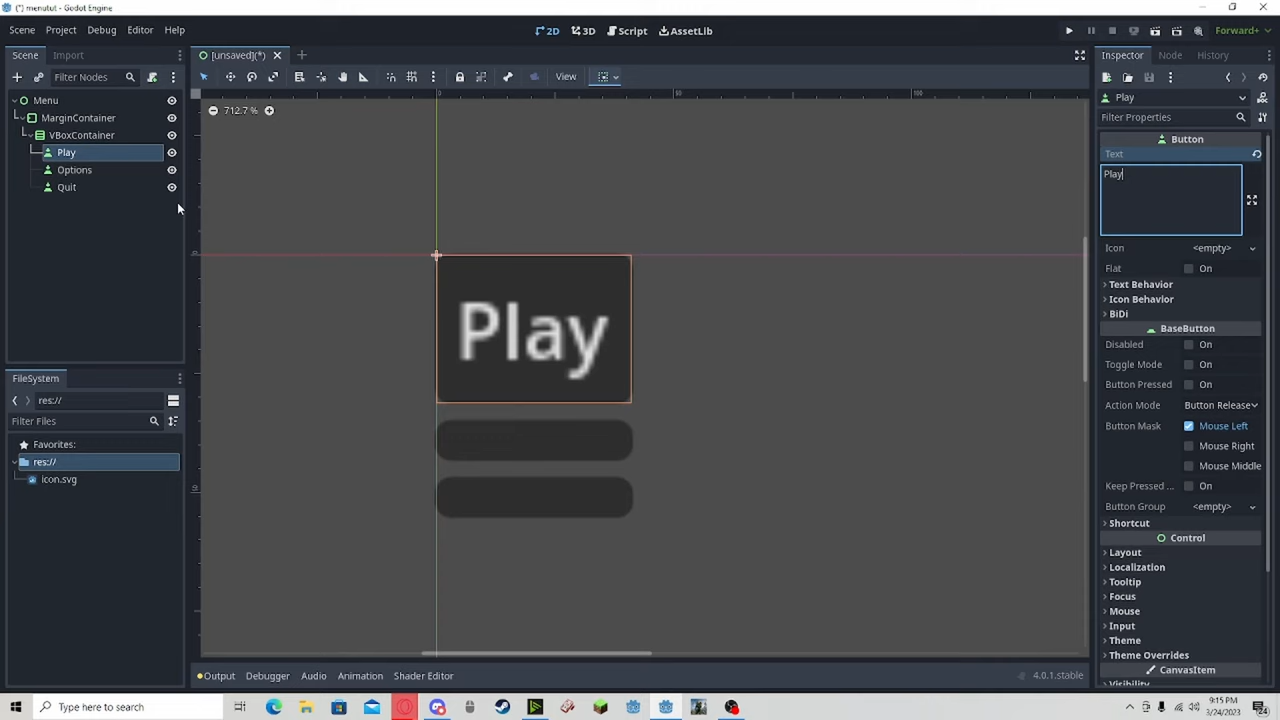 (*) menutut - Godot Engine
Scene Project Debug Editor Help
2D 3D Script AssetLib
Forward+
Scene Import
[unsaved](*)
Inspector Node History
Filter Nodes
View
Menu
MarginContainer
VBoxContainer
Play
Options
Quit
712.7 %
0 50 100
Play
Play
Filter Properties
Button
Text
Play
Icon <empty>
Flat On
Text Behavior
Icon Behavior
BiDi
BaseButton
Disabled On
Toggle Mode On
Button Pressed On
Action Mode Button Release
Button Mask Mouse Left
Mouse Right
Mouse Middle
Keep Pressed ... On
Button Group <empty>
Shortcut
Control
Layout
Localization
Tooltip
Focus
Mouse
Input
Theme
Theme Overrides
CanvasItem
Visibility
FileSystem
res://
Filter Files
Favorites:
res://
icon.svg
Output Debugger Audio Animation Shader Editor
4.0.1.stable
Type here to search
9:15 PM
3/24/2023